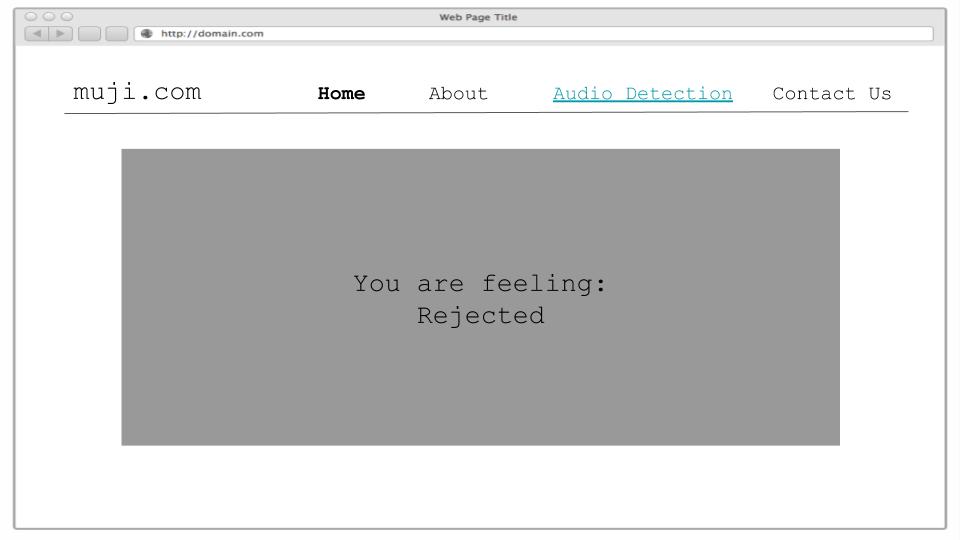 Web Page Title
http://domain.com
muji.com Home About Audio Detection Contact Us
You are feeling:
Rejected